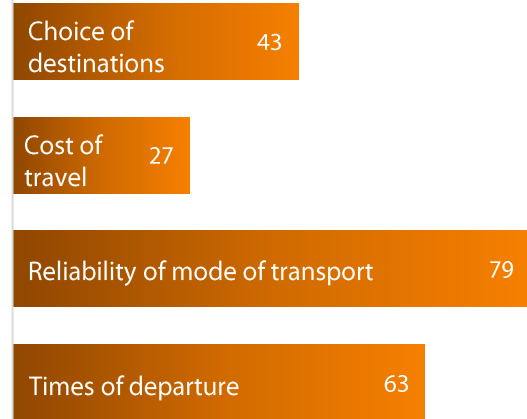 Choice of
destinations
43
Cost of
travel
27
Reliability of mode of transport 79
Times of departure 63